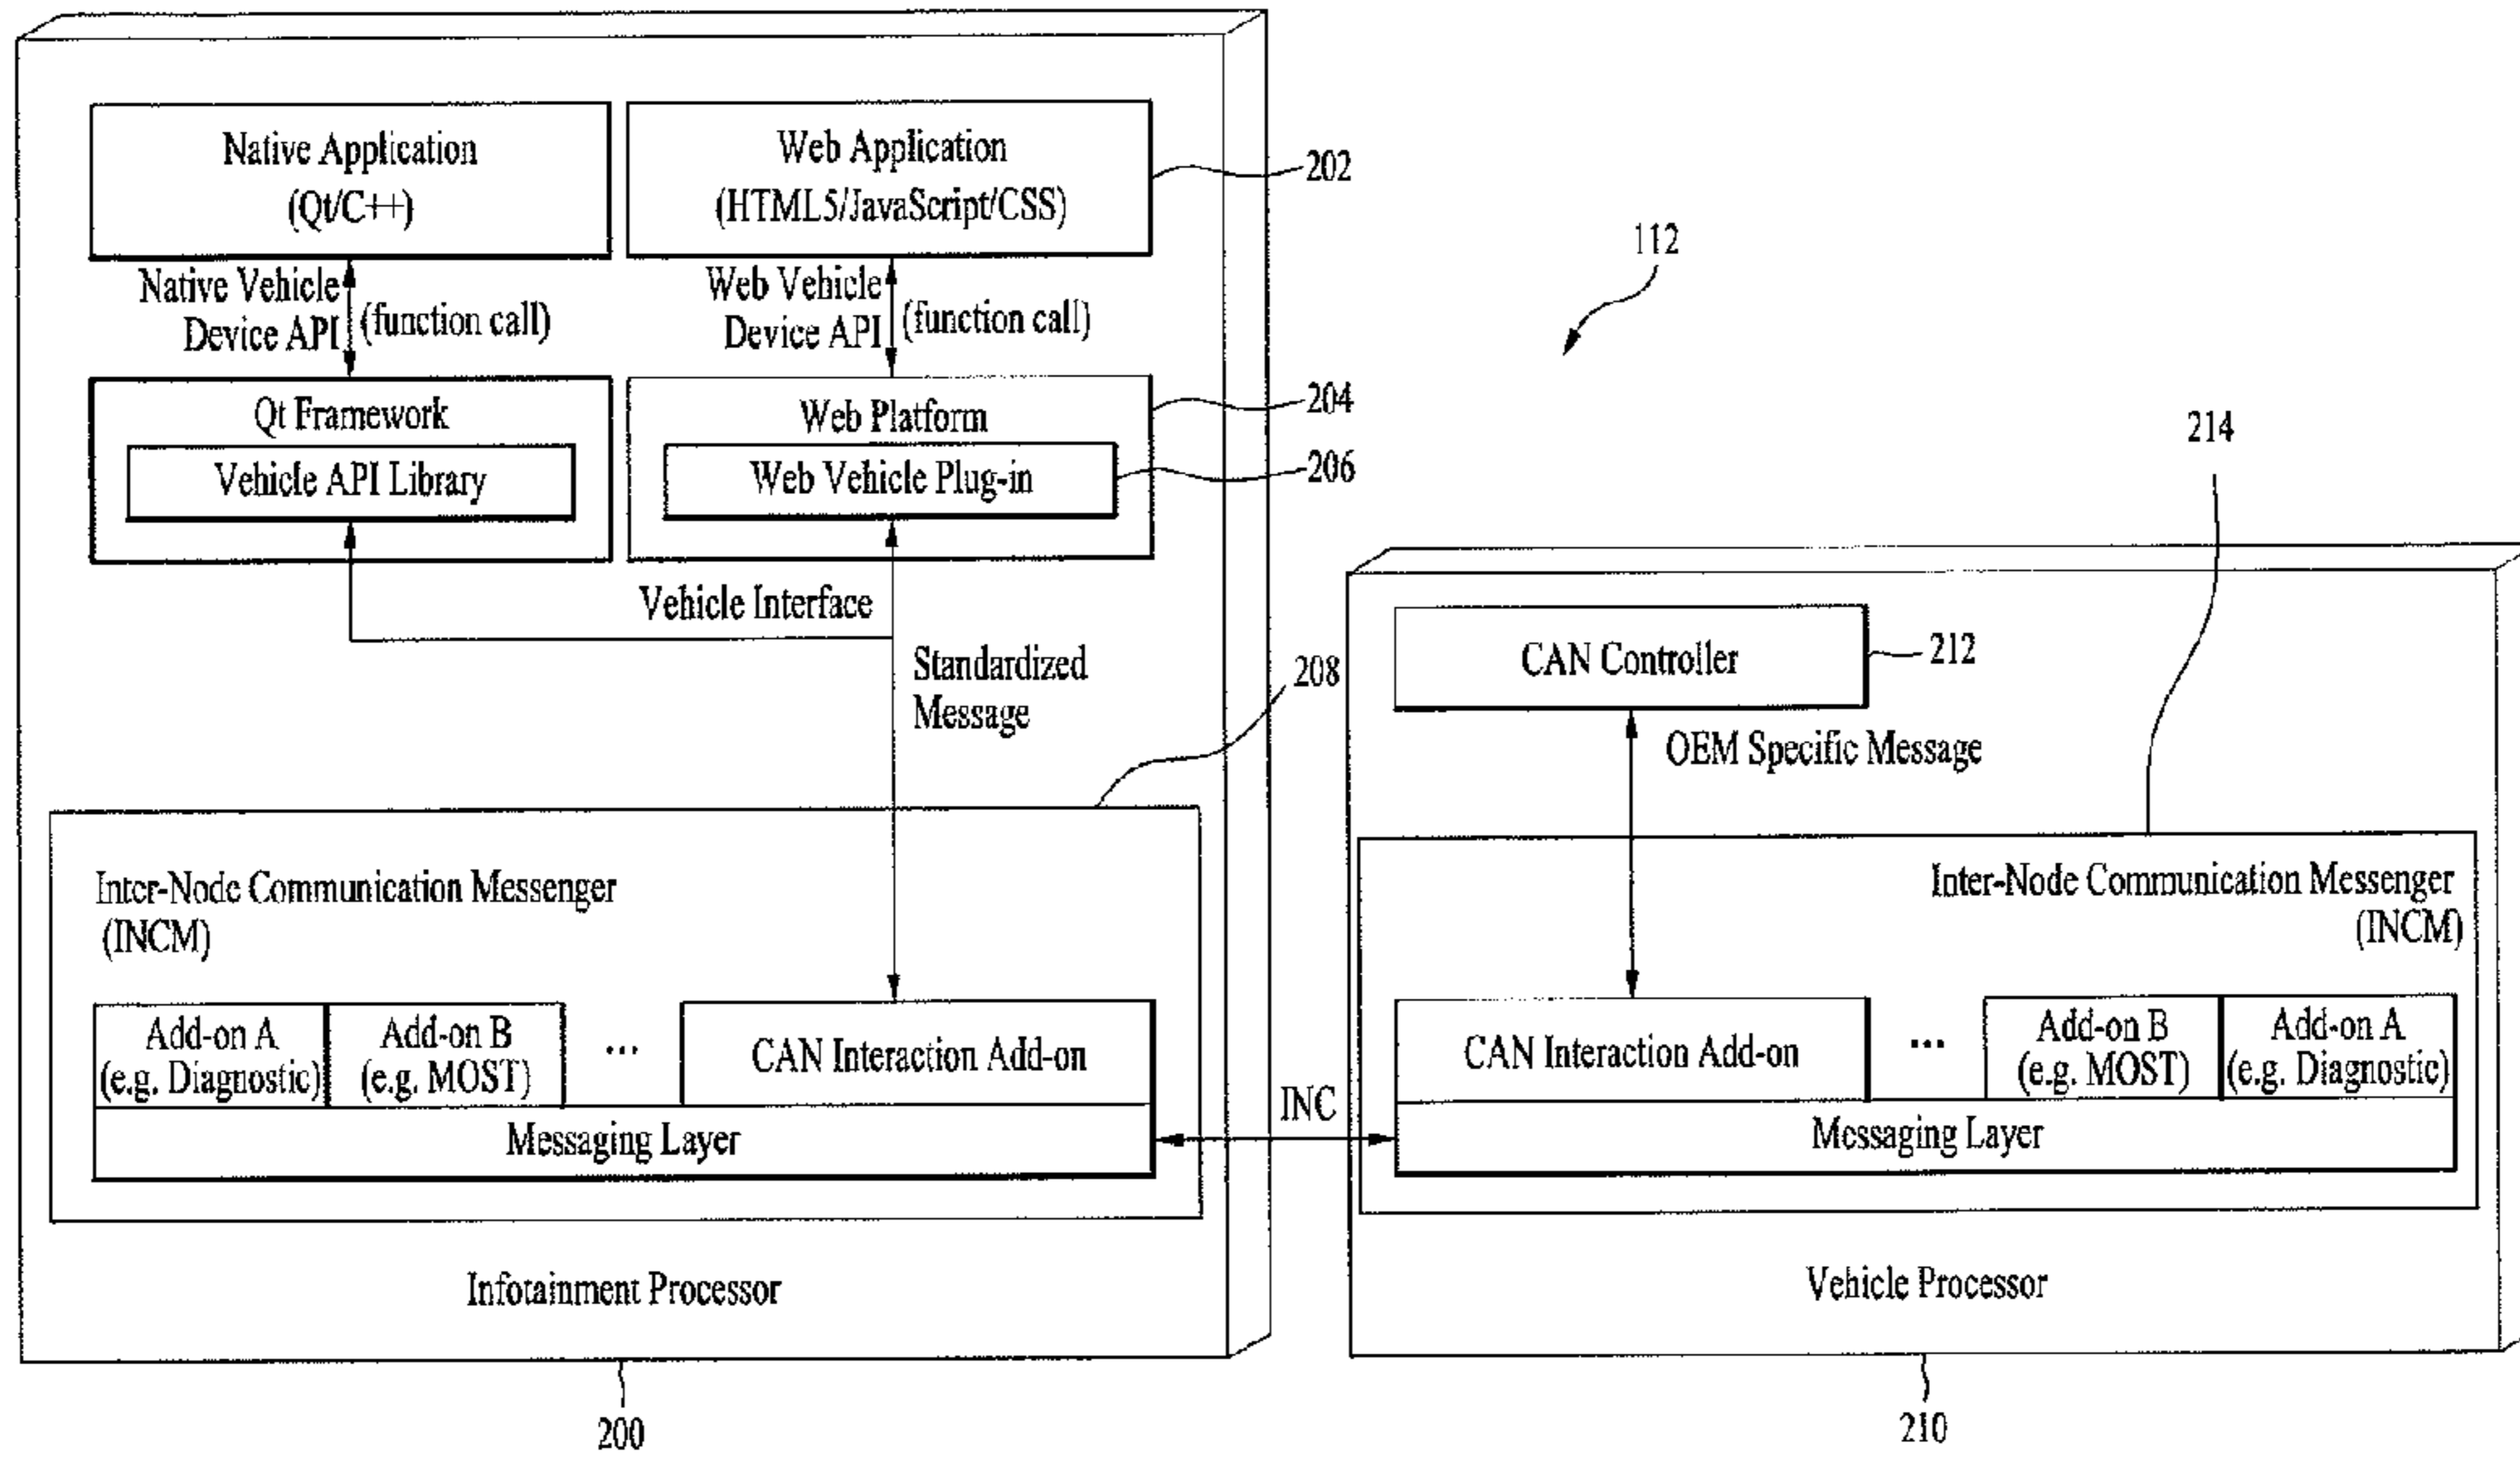 Native Application
(Qt/C++)
Web Application
(HTML5/JavaScript/CSS)
202
112
Native Vehicle
Device API
(function call)
Web Vehicle
Device API
(function call)
Qt Framework
Vehicle API Library
Web Platform
Web Vehicle Plug-in
204
206
214
Vehicle Interface
Standardized
Message
208
CAN Controller
212
OEM Specific Message
Inter-Node Communication Messenger
(INCM)
Add-on A
(e.g. Diagnostic)
Add-on B
(e.g. MOST)
...
CAN Interaction Add-on
Messaging Layer
INC
Inter-Node Communication Messenger
(INCM)
CAN Interaction Add-on
...
Add-on B
(e.g. MOST)
Add-on A
(e.g. Diagnostic)
Messaging Layer
Infotainment Processor
Vehicle Processor
200
210